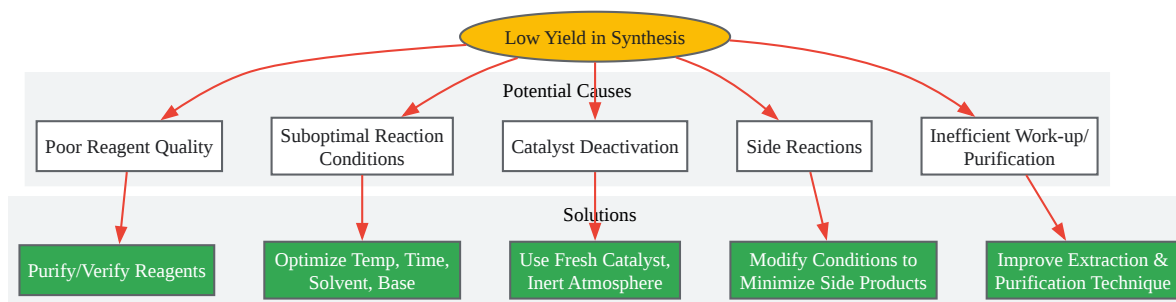 Low Yield in Synthesis
Potential Causes
Poor Reagent Quality
Suboptimal Reaction
Conditions
Catalyst Deactivation
Side Reactions
Inefficient Work-up/
Purification
Solutions
Purify/Verify Reagents
Optimize Temp, Time,
Solvent, Base
Use Fresh Catalyst,
Inert Atmosphere
Modify Conditions to
Minimize Side Products
Improve Extraction &
Purification Technique